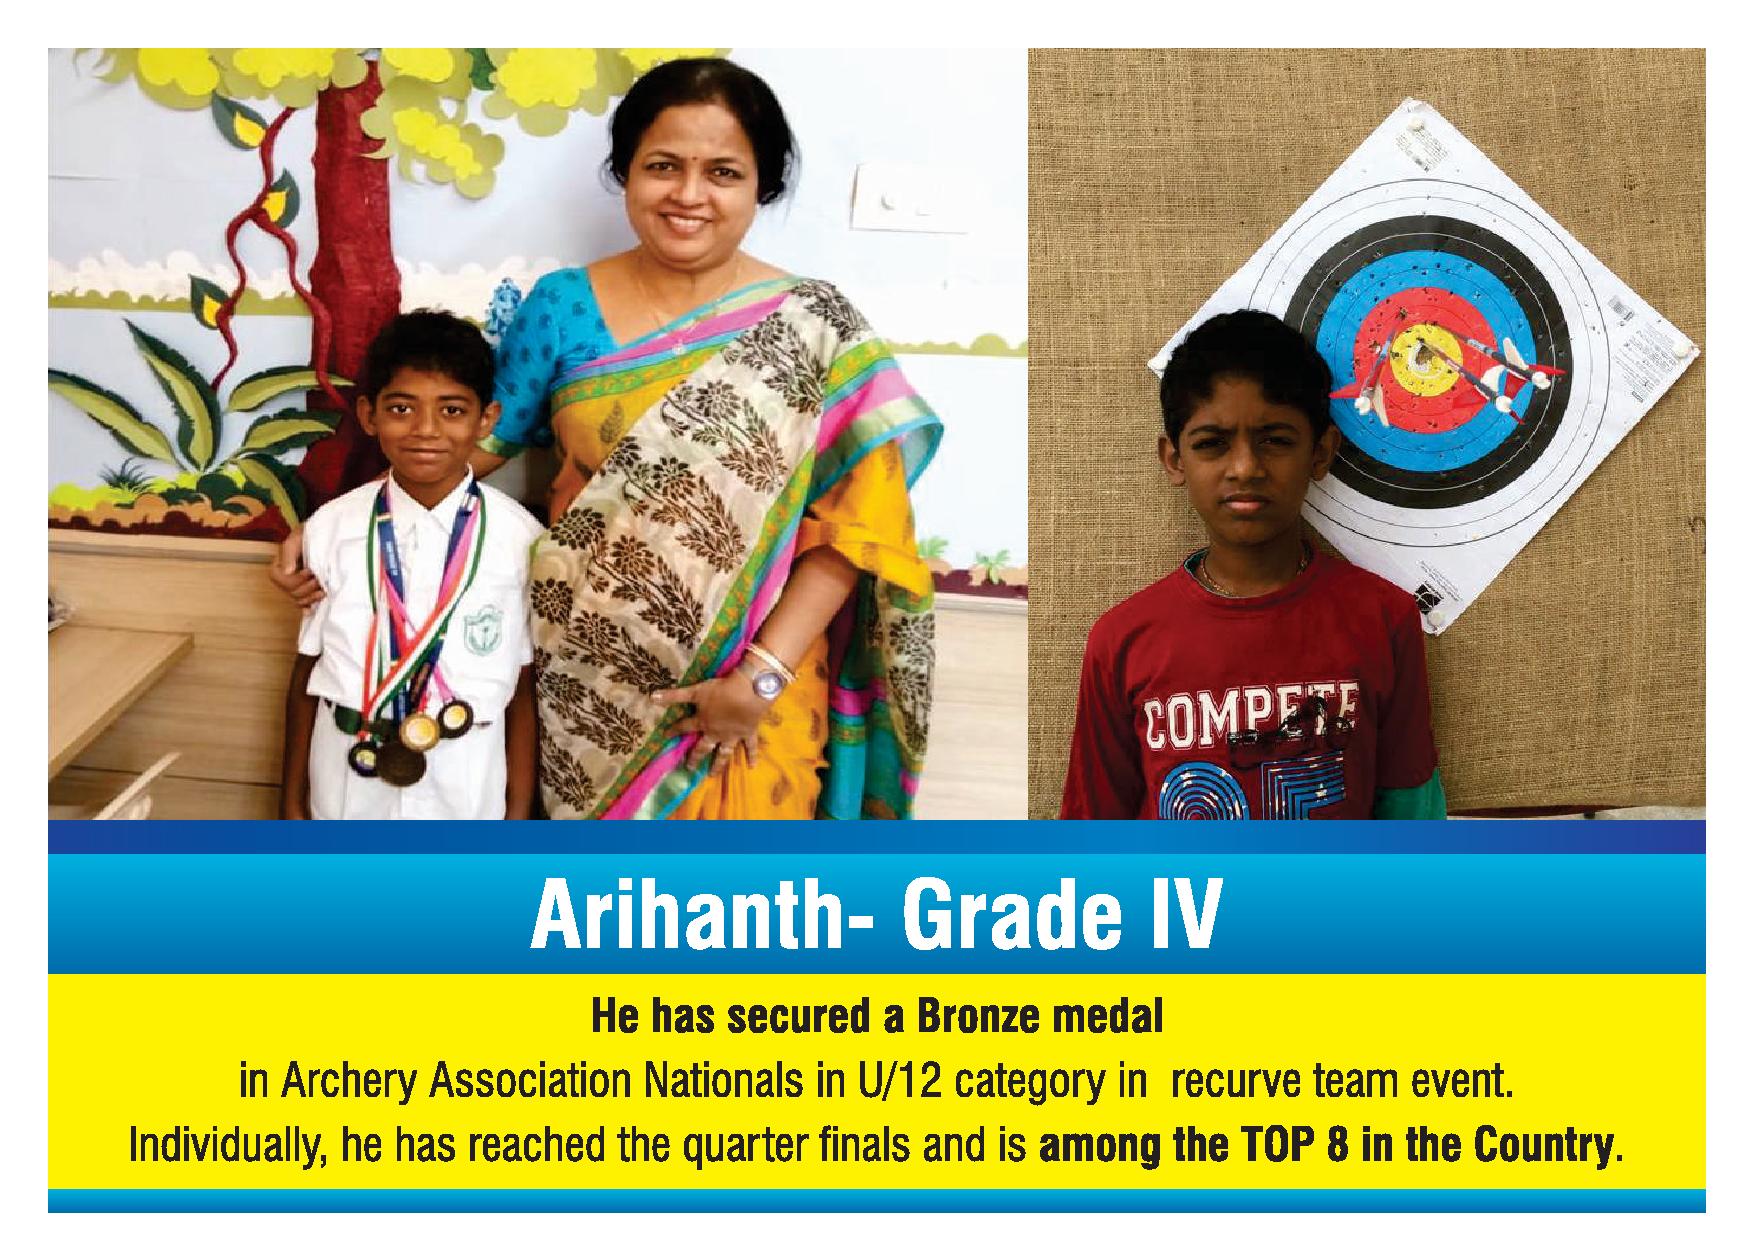 COMPETE
Arihanth- Grade IV
He has secured a Bronze medal
in Archery Association Nationals in U/12 category in recurve team event.
Individually, he has reached the quarter finals and is among the TOP 8 in the Country.